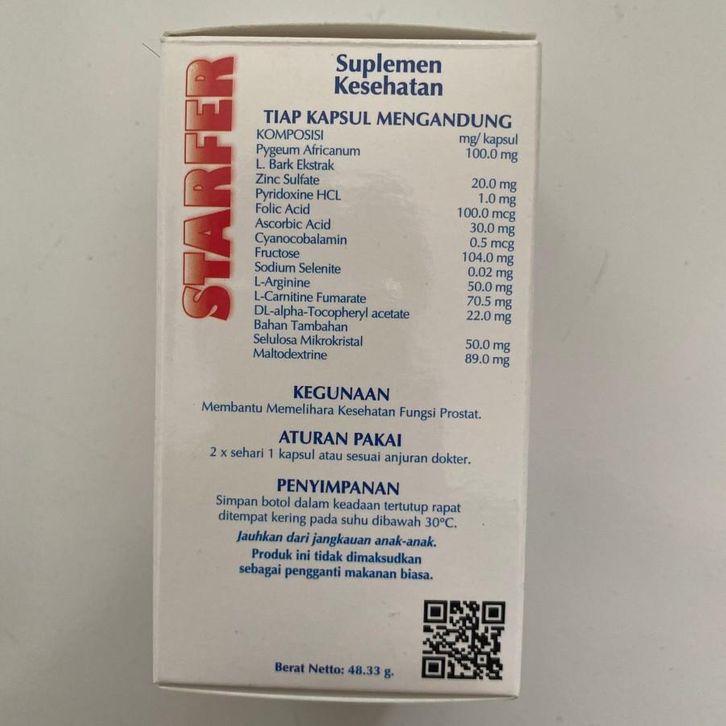 STARFER
Suplemen
Kesehatan
TIAP KAPSUL MENGANDUNG
KOMPOSISI mg/ kapsul
Pygeum Africanum 100.0 mg
L. Bark Ekstrak
Zinc Sulfate 20.0 mg
Pyridoxine HCL 1.0 mg
Folic Acid 100.0 mcg
Ascorbic Acid 30.0 mg
Cyanocobalamin 0.5 mcg
Fructose 104.0 mg
Sodium Selenite 0.02 mg
L-Arginine 50.0 mg
L-Carnitine Fumarate 70.5 mg
DL-alpha-Tocopheryl acetate 22.0 mg
Bahan Tambahan
Selulosa Mikrokristal 50.0 mg
Maltodextrine 89.0 mg
KEGUNAAN
Membantu Memelihara Kesehatan Fungsi Prostat.
ATURAN PAKAI
2 x sehari 1 kapsul atau sesuai anjuran dokter.
PENYIMPANAN
Simpan botol dalam keadaan tertutup rapat
ditempat kering pada suhu dibawah 30ºC.
Jauhkan dari jangkauan anak-anak.
Produk ini tidak dimaksudkan
sebagai pengganti makanan biasa.
Berat Netto: 48.33 g.